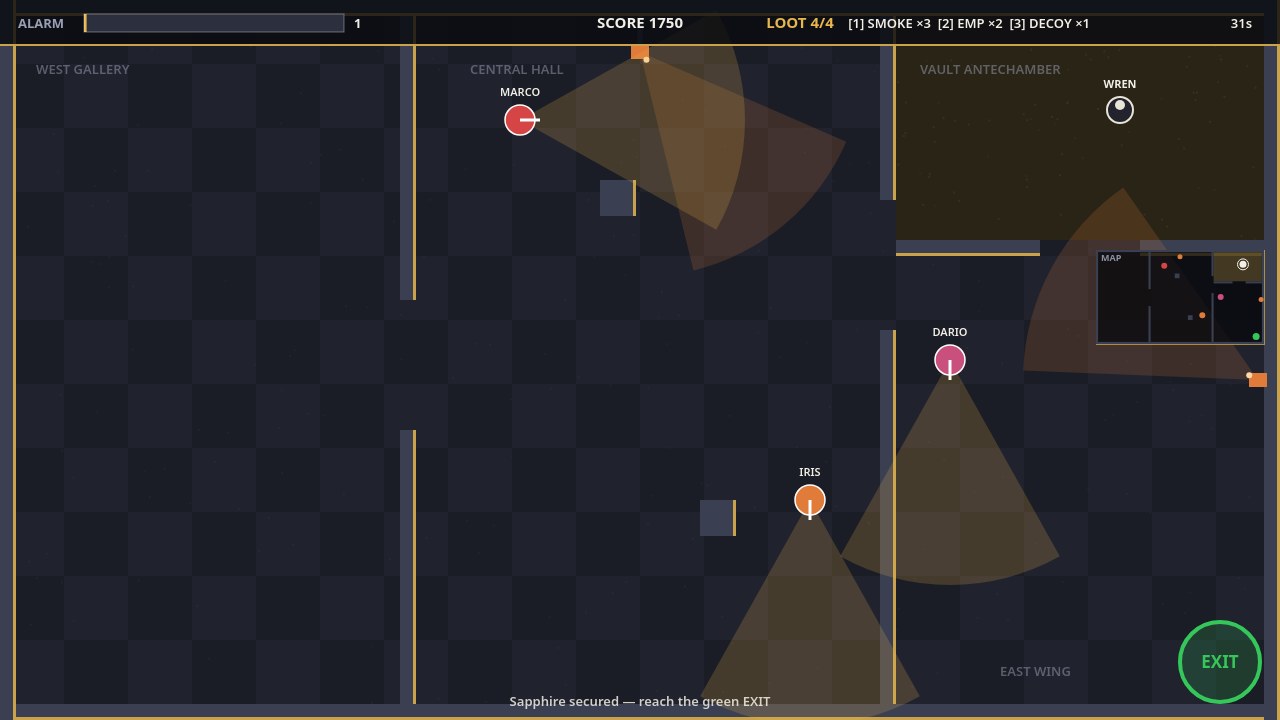 ALARM 1 SCORE 1750 LOOT 4/4 [1] SMOKE ×3 [2] EMP ×2 [3] DECOY ×1 31s
WEST GALLERY
CENTRAL HALL
VAULT ANTECHAMBER
MARCO
WREN
MAP
DARIO
IRIS
EXIT
EAST WING
Sapphire secured — reach the green EXIT